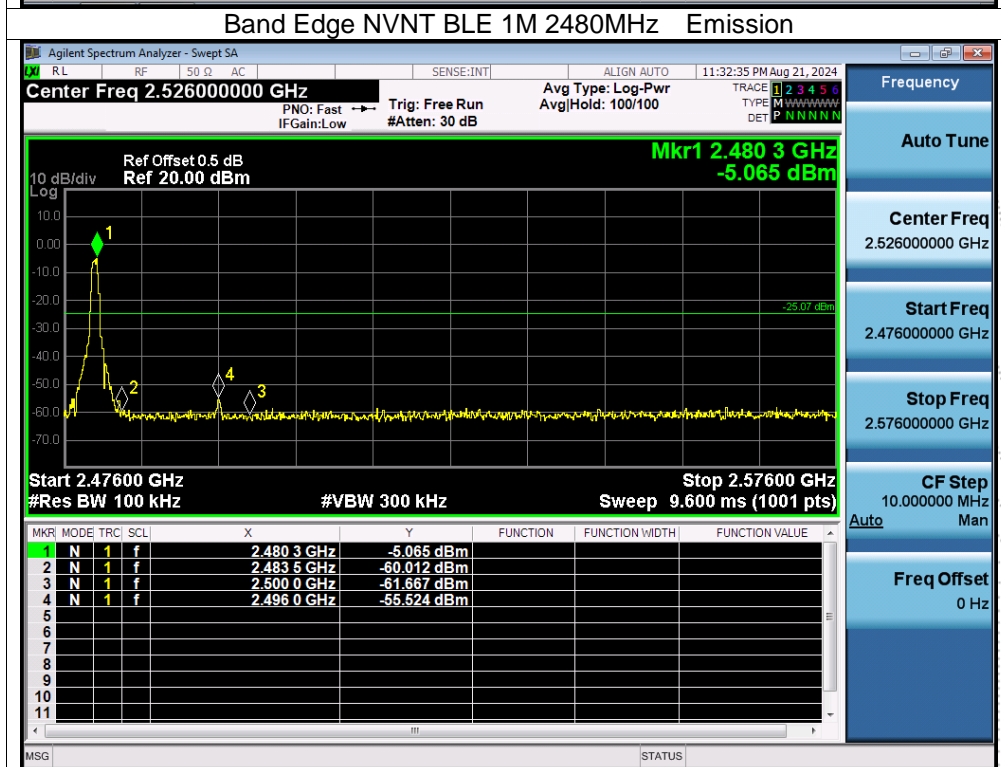 Band Edge NVNT BLE 1M 2480MHz Emission
Agilent Spectrum Analyzer - Swept SA
LXI RL RF 50 Ω AC SENSE:INT ALIGN AUTO 11:32:35 PM Aug 21, 2024
Center Freq 2.526000000 GHz
PNO: Fast
IFGain:Low
Trig: Free Run
#Atten: 30 dB
Avg Type: Log-Pwr
Avg|Hold: 100/100
TRACE 1 2 3 4 5 6
TYPE M WWWWW
DET P N N N N N
Ref Offset 0.5 dB
10 dB/div Ref 20.00 dBm
Log
Mkr1 2.480 3 GHz
-5.065 dBm
10.0
0.00
-10.0
-20.0
-30.0
-40.0
-50.0
-60.0
-70.0
1
2
4
3
-25.07 dBm
Start 2.47600 GHz Stop 2.57600 GHz
#Res BW 100 kHz #VBW 300 kHz Sweep 9.600 ms (1001 pts)
MKR MODE TRC SCL X Y FUNCTION FUNCTION WIDTH FUNCTION VALUE
1 N 1 f 2.480 3 GHz -5.065 dBm
2 N 1 f 2.483 5 GHz -60.012 dBm
3 N 1 f 2.500 0 GHz -61.667 dBm
4 N 1 f 2.496 0 GHz -55.524 dBm
5
6
7
8
9
10
11
MSG STATUS
Frequency
Auto Tune
Center Freq
2.526000000 GHz
Start Freq
2.476000000 GHz
Stop Freq
2.576000000 GHz
CF Step
10.000000 MHz
Auto Man
Freq Offset
0 Hz